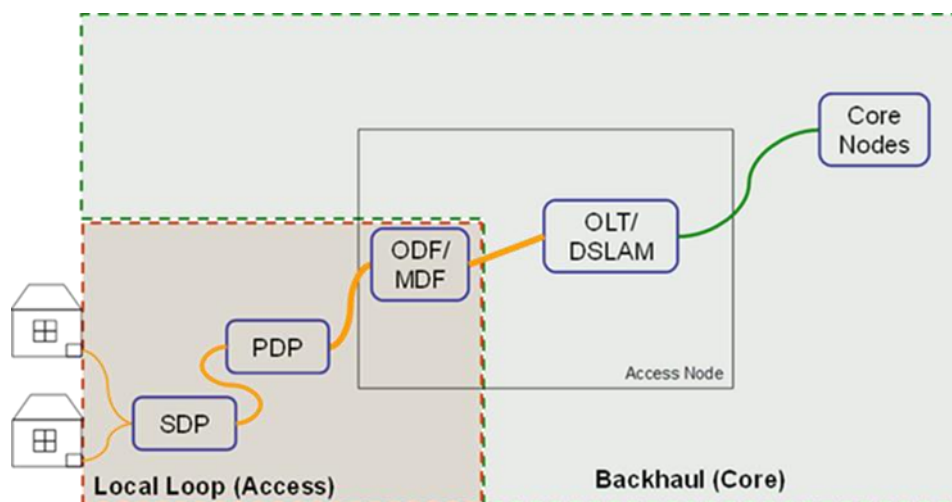 Core
Nodes
OLT/
DSLAM
ODF/
MDF
PDP
Access Node
SDP
Local Loop (Access)
Backhaul (Core)